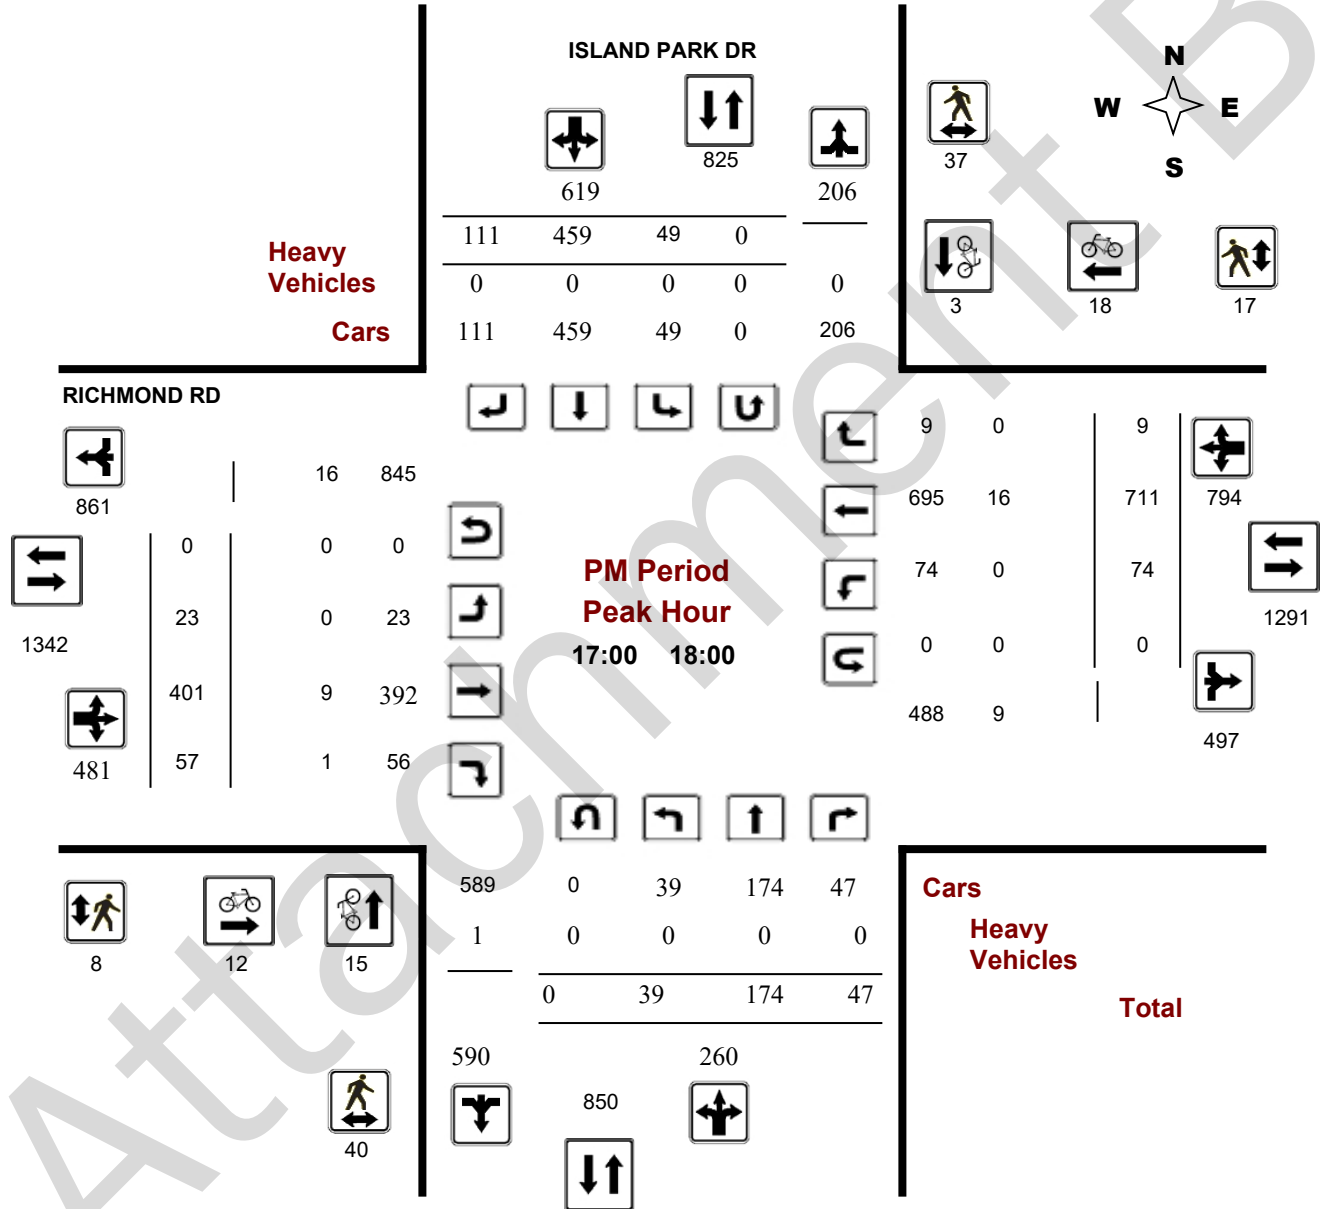 ISLAND PARK DR
N
W E
S
825
37
619
206
111 459 49 0
Heavy
Vehicles
0 0 0 0 0
3 18 17
Cars
111 459 49 0 206
RICHMOND RD
9 0 9
16 845
861
695 16 711 794
0 0 0
PM Period
Peak Hour
74 0 74
23 0 23
1291
1342
17:00 18:00
0 0 0
401 9 392
488 9
497
481
57 1 56
589 0 39 174 47
Cars
1 0 0 0 0
Heavy
Vehicles
8 12 15
0 39 174 47
Total
590 260
850
40
Attachment B